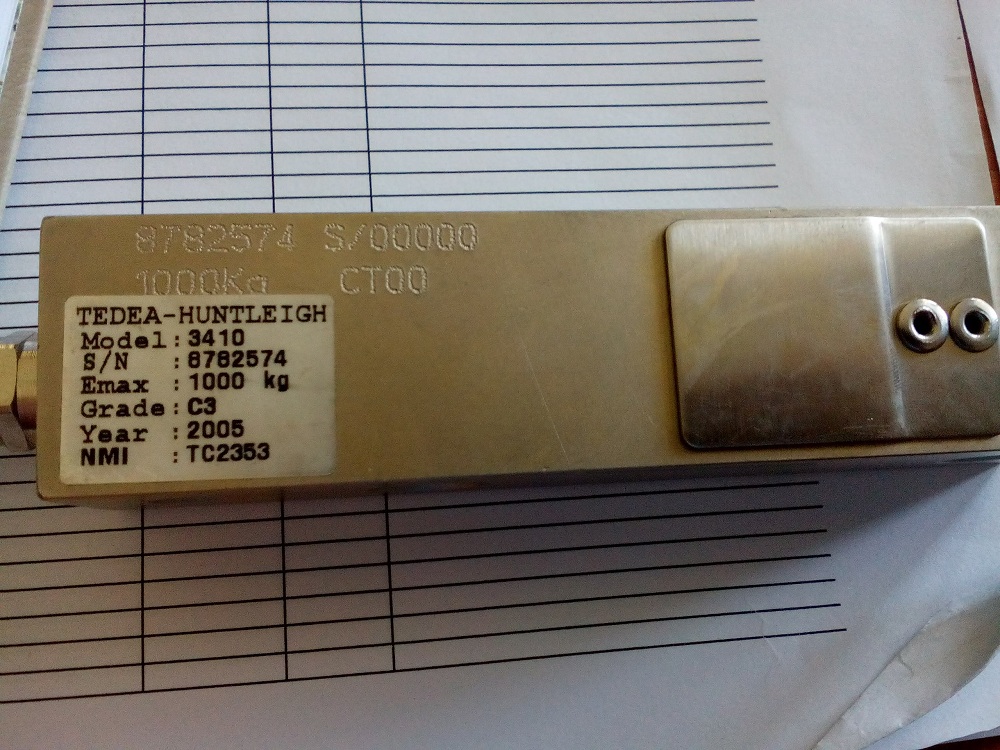 8782574 S/00000
1000Kg CT00
TEDEA-HUNTLEIGH
Model: 3410
S/N : 8782574
Emax : 1000 kg
Grade: C3
Year : 2005
NMI : TC2353